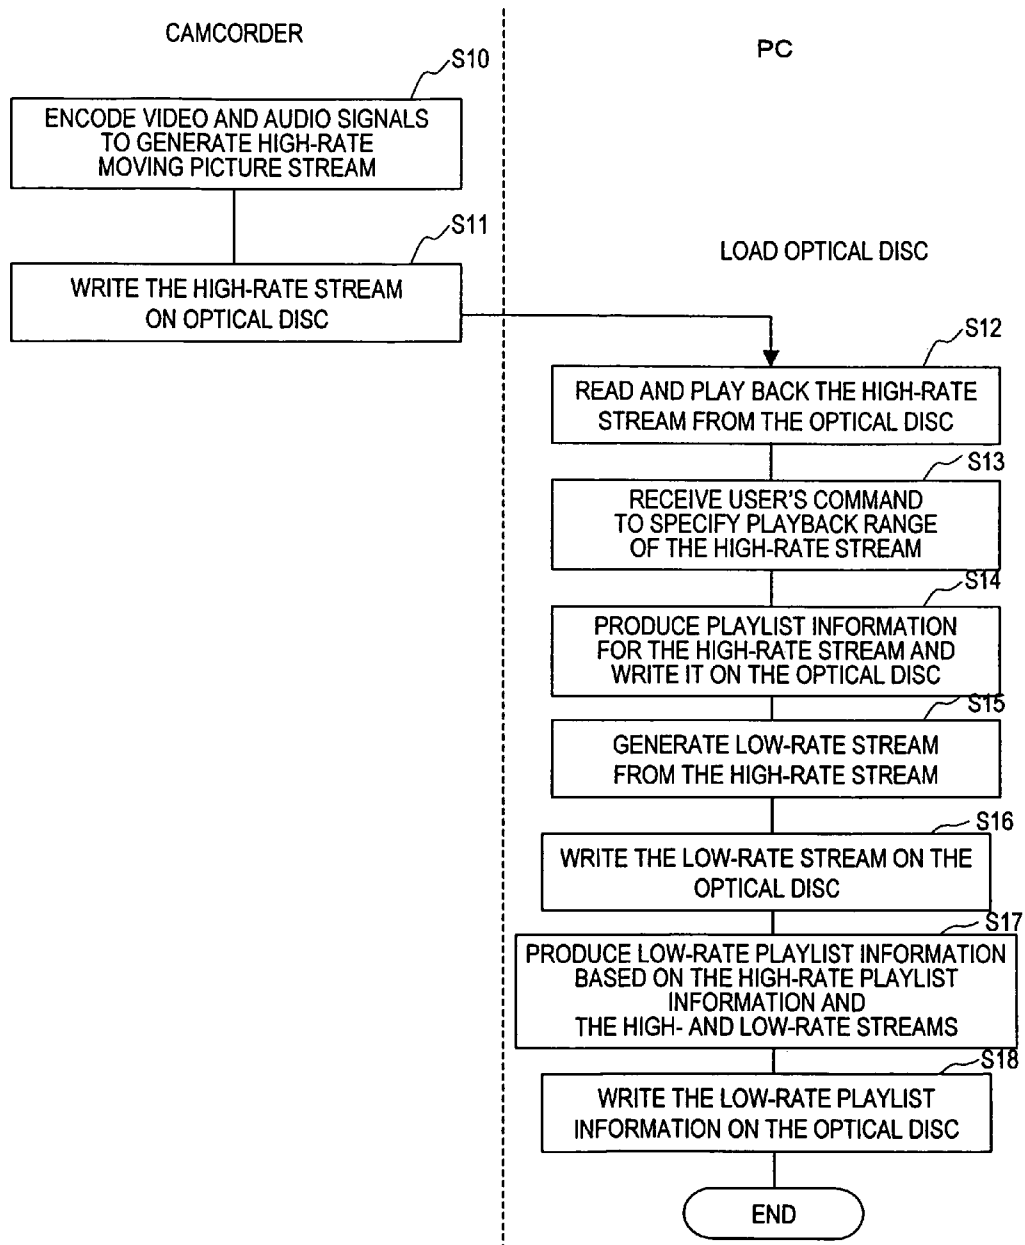 CAMCORDER
S10
ENCODE VIDEO AND AUDIO SIGNALS
TO GENERATE HIGH-RATE
MOVING PICTURE STREAM
S11
WRITE THE HIGH-RATE STREAM
ON OPTICAL DISC
PC
LOAD OPTICAL DISC
S12
READ AND PLAY BACK THE HIGH-RATE
STREAM FROM THE OPTICAL DISC
S13
RECEIVE USER'S COMMAND
TO SPECIFY PLAYBACK RANGE
OF THE HIGH-RATE STREAM
S14
PRODUCE PLAYLIST INFORMATION
FOR THE HIGH-RATE STREAM AND
WRITE IT ON THE OPTICAL DISC
S15
GENERATE LOW-RATE STREAM
FROM THE HIGH-RATE STREAM
S16
WRITE THE LOW-RATE STREAM ON THE
OPTICAL DISC
S17
PRODUCE LOW-RATE PLAYLIST INFORMATION
BASED ON THE HIGH-RATE PLAYLIST
INFORMATION AND
THE HIGH- AND LOW-RATE STREAMS
S18
WRITE THE LOW-RATE PLAYLIST
INFORMATION ON THE OPTICAL DISC
END